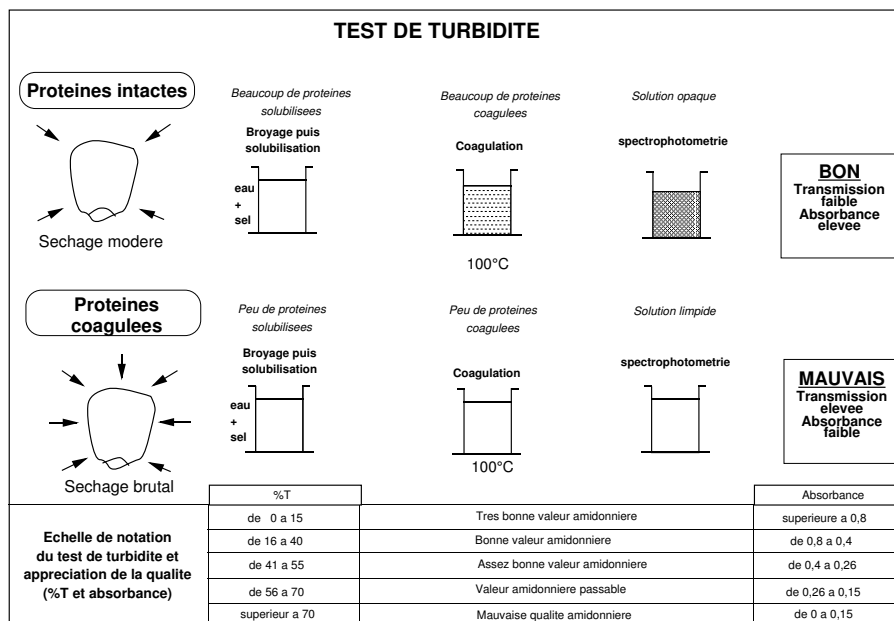 TEST DE TURBIDITE
Proteines intactes
Sechage modere
Beaucoup de proteines
solubilisees
Broyage puis
solubilisation
eau
+
sel
Beaucoup de proteines
coagulees
Coagulation
100°C
Solution opaque
spectrophotometrie
BON
Transmission
faible
Absorbance
elevee
Proteines
coagulees
Sechage brutal
Peu de proteines
solubilisees
Broyage puis
solubilisation
eau
+
sel
Peu de proteines
coagulees
Coagulation
100°C
Solution limpide
spectrophotometrie
MAUVAIS
Transmission
elevee
Absorbance
faible
Echelle de notation
du test de turbidite et
appreciation de la qualite
(%T et absorbance)
%T Absorbance
de 0 a 15 Tres bonne valeur amidonniere superieure a 0,8
de 16 a 40 Bonne valeur amidonniere de 0,8 a 0,4
de 41 a 55 Assez bonne valeur amidonniere de 0,4 a 0,26
de 56 a 70 Valeur amidonniere passable de 0,26 a 0,15
superieur a 70 Mauvaise qualite amidonniere de 0 a 0,15